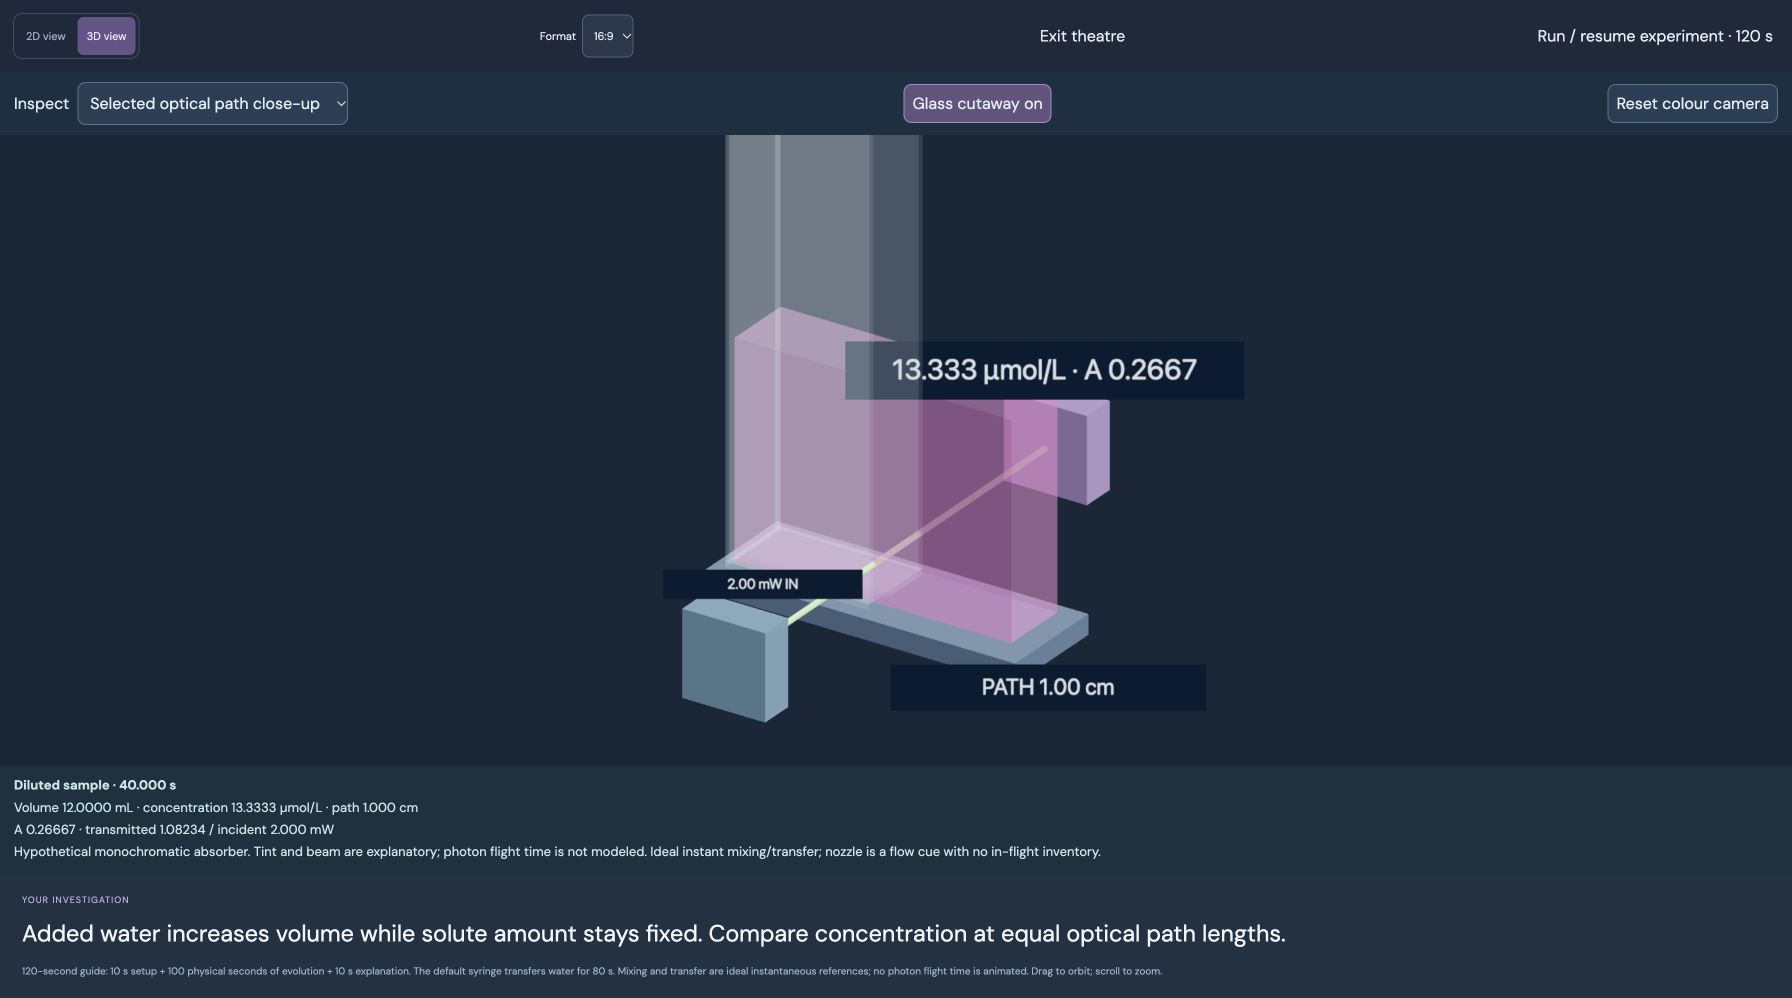 2D view 3D view Format 16:9 Exit theatre Run / resume experiment · 120 s
Inspect Selected optical path close-up Glass cutaway on Reset colour camera
13.333 µmol/L · A 0.2667
2.00 mW IN
PATH 1.00 cm
Diluted sample · 40.000 s
Volume 12.0000 mL · concentration 13.3333 µmol/L · path 1.000 cm
A 0.26667 · transmitted 1.08234 / incident 2.000 mW
Hypothetical monochromatic absorber. Tint and beam are explanatory; photon flight time is not modeled. Ideal instant mixing/transfer; nozzle is a flow cue with no in-flight inventory.
YOUR INVESTIGATION
Added water increases volume while solute amount stays fixed. Compare concentration at equal optical path lengths.
120-second guide: 10 s setup + 100 physical seconds of evolution + 10 s explanation. The default syringe transfers water for 80 s. Mixing and transfer are ideal instantaneous references; no photon flight time is animated. Drag to orbit; scroll to zoom.